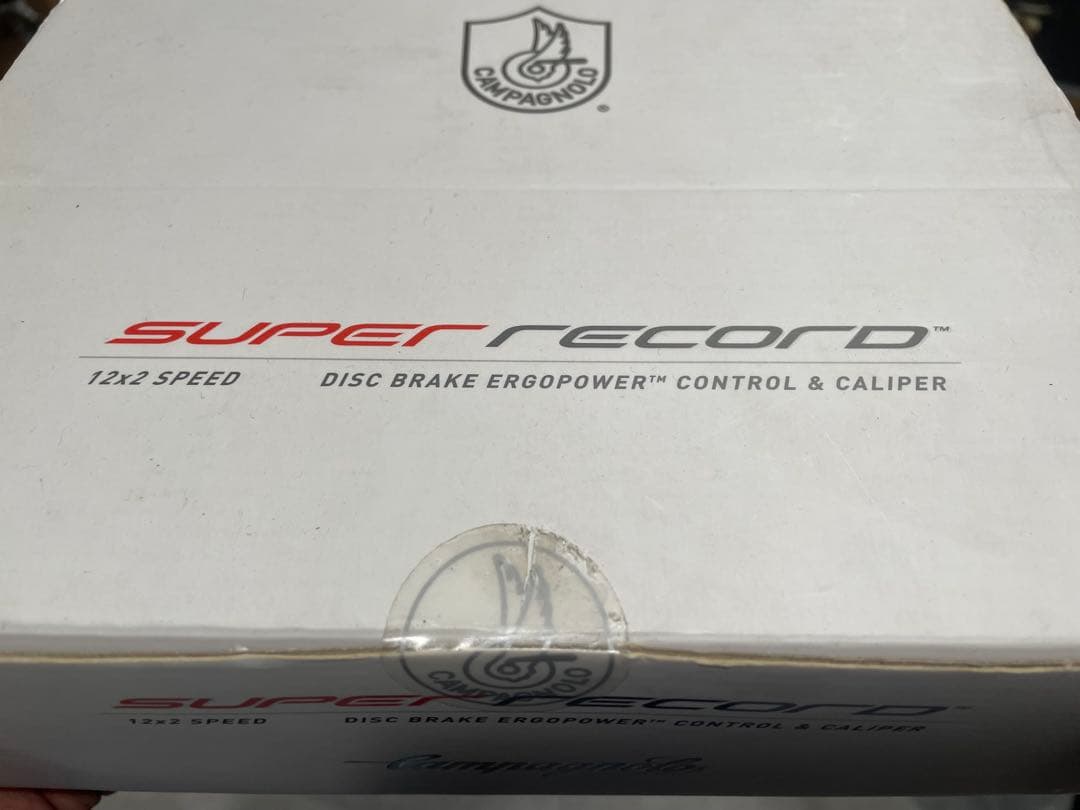 CAMPAGNOLO
®
SUPER RECORD™
12x2 SPEED DISC BRAKE ERGOPOWER™ CONTROL & CALIPER
CAMPAGNOLO
SUPER RECORD™
12x2 SPEED DISC BRAKE ERGOPOWER™ CONTROL & CALIPER
Campagnolo